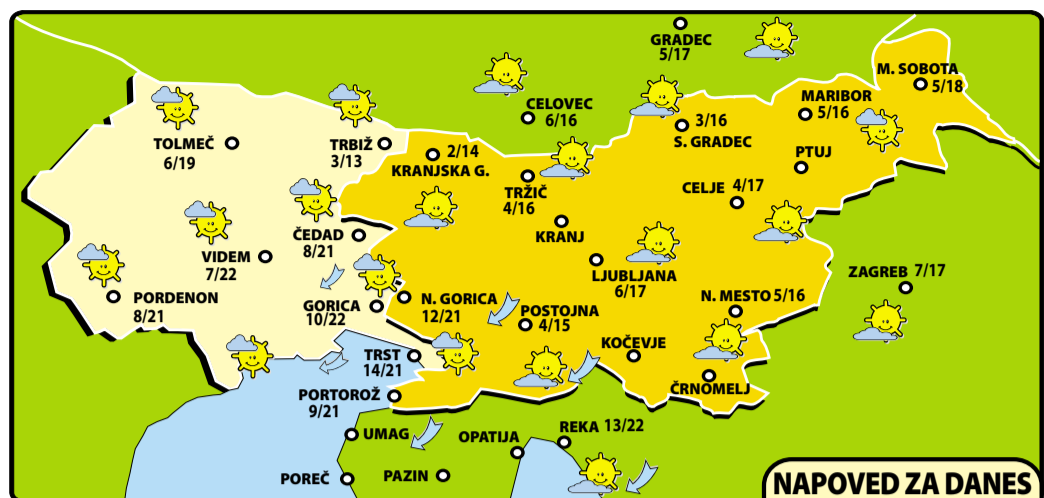 GRADEC
5/17
M. SOBOTA
5/18
CELOVEC
6/16
MARIBOR
5/16
3/16
S. GRADEC
TOLMEČ
6/19
TRBIŽ
3/13
2/14
KRANJSKA G.
PTUJ
TRŽIČ
4/16
CELJE 4/17
KRANJ
ČEDAD
8/21
VIDEM
7/22
LJUBLJANA
6/17
ZAGREB 7/17
PORDENON
8/21
GORICA
10/22
N. GORICA
12/21
POSTOJNA
4/15
N. MESTO 5/16
TRST
14/21
KOČEVJE
ČRNOMELJ
PORTOROŽ
9/21
UMAG
OPATIJA
REKA 13/22
POREČ
PAZIN
NAPOVED ZA DANES